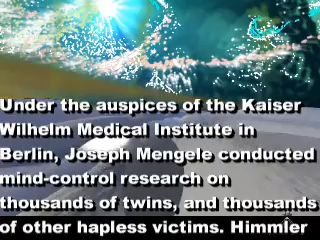 Under the auspices of the Kaiser
Wilhelm Medical Institute in
Berlin, Joseph Mengele conducted
mind-control research on
thousands of twins, and thousands
of other hapless victims. Himmler